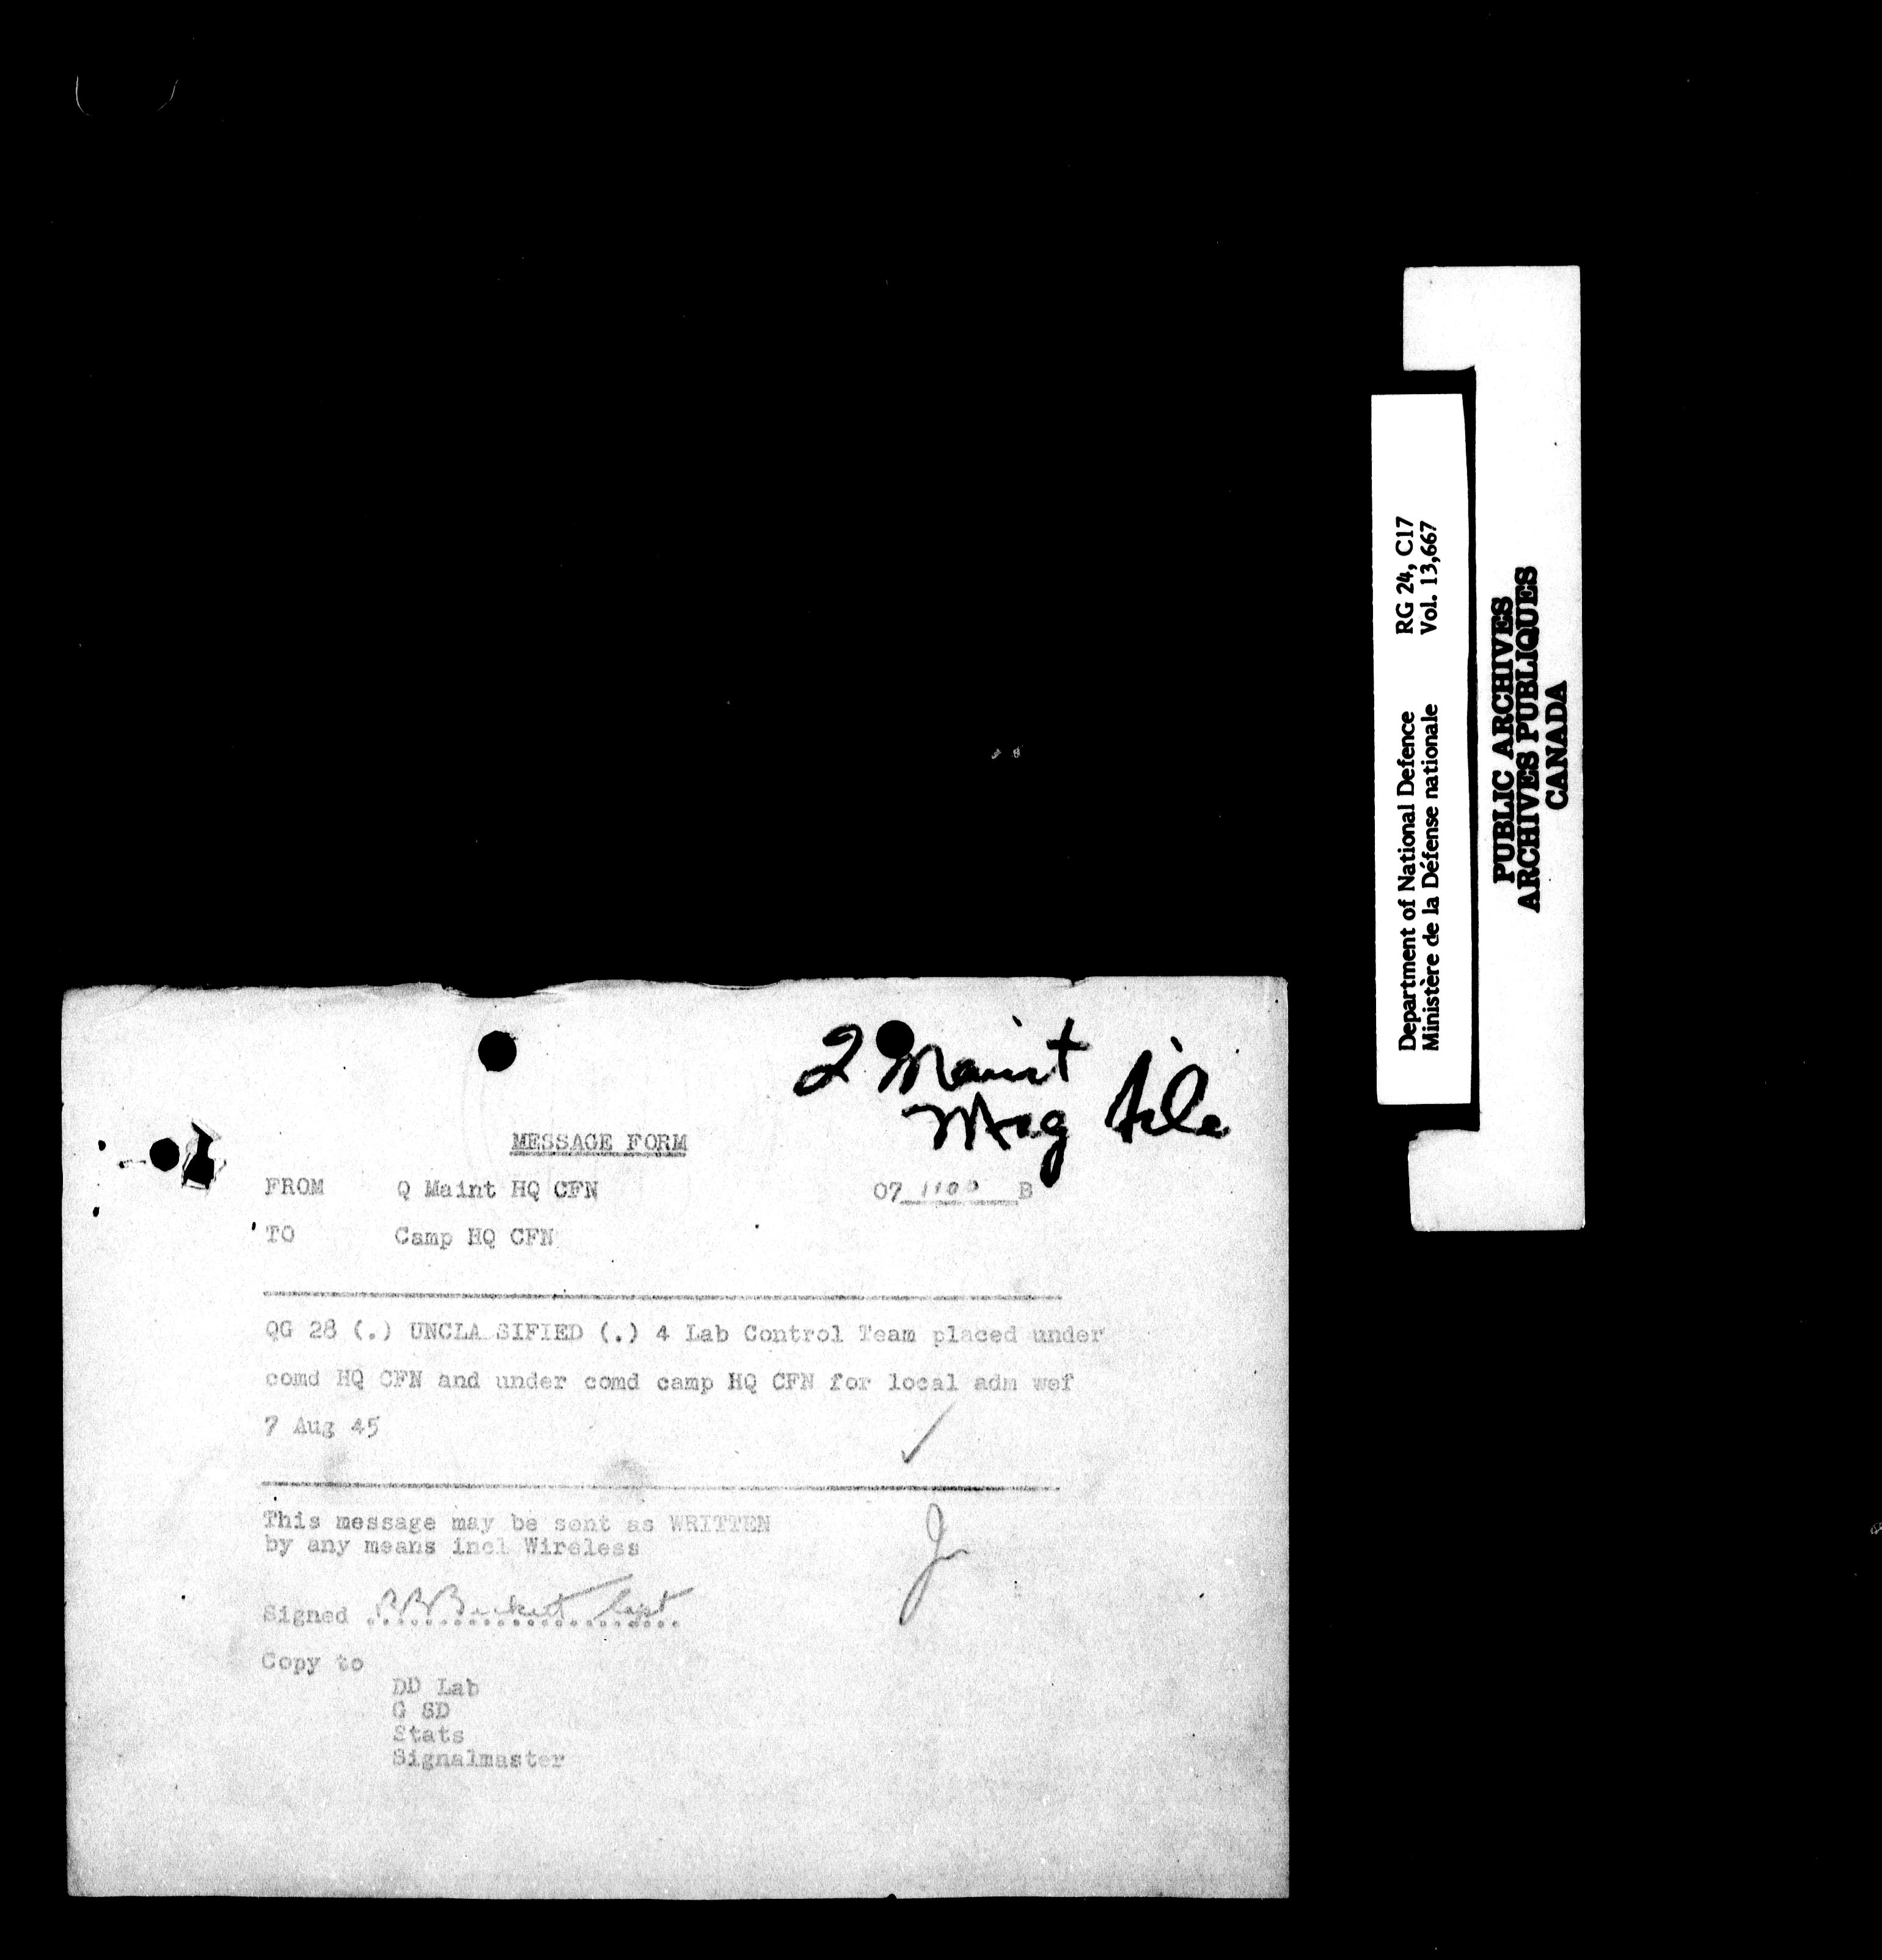 2 Maint
Msg file
MESSAGE FORM
FROM Q Maint HQ CFN 07 1100 B
TO Camp HQ CFN
QG 28 (.) UNCLA SIFIED (.) 4 Lab Control Team placed under
comd HQ CFN and under comd camp HQ CFN for local adm wef
7 Aug 45
This message may be sent as WRITTEN
by any means incl Wireless
Signed Capt
Copy to
DD Lab
G SD
Stats
Signalmaster
Department of National Defence RG 24, C17
Ministère de la Défense nationale Vol. 13,667
PUBLIC ARCHIVES
ARCHIVES PUBLIQUES
CANADA